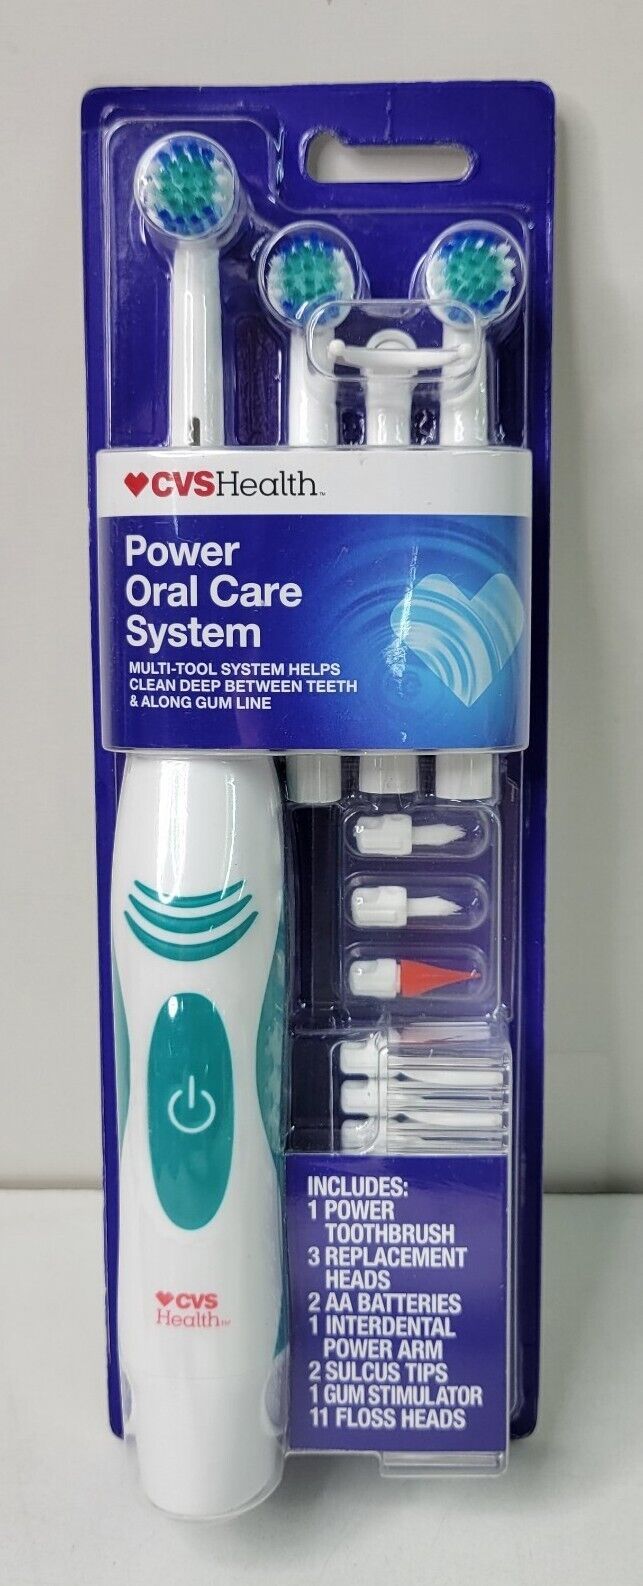 CVSHealth™
Power
Oral Care
System
MULTI-TOOL SYSTEM HELPS
CLEAN DEEP BETWEEN TEETH
& ALONG GUM LINE
CVS
Health™
INCLUDES:
1 POWER
TOOTHBRUSH
3 REPLACEMENT
HEADS
2 AA BATTERIES
1 INTERDENTAL
POWER ARM
2 SULCUS TIPS
1 GUM STIMULATOR
11 FLOSS HEADS